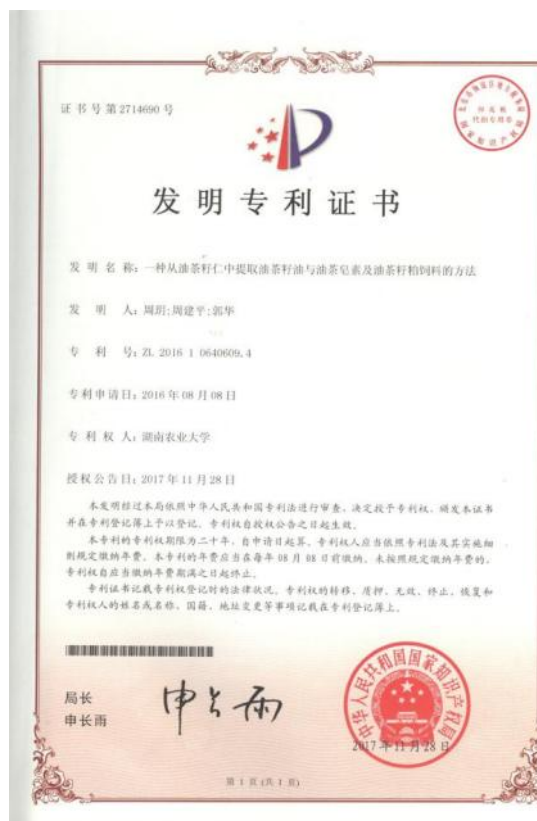 证书号第2714690号
发明专利证书
发明名称：一种从油茶籽仁中提取油茶籽油与油茶皂素及油茶籽粕饲料的方法
发明人：周玥;周建平;郭华
专利号：ZL 2016 1 0640609.4
专利申请日：2016年08月08日
专利权人：湖南农业大学
授权公告日：2017年11月28日
本发明经过本局依照中华人民共和国专利法进行审查，决定授予专利权，颁发本证书
并在专利登记簿上予以登记。专利权自授权公告之日起生效。
本专利的专利权期限为二十年，自申请日起算。专利权人应当依照专利法及其实施细
则规定缴纳年费。本专利的年费应当在每年08月08日前缴纳。未按照规定缴纳年费的，
专利权自应当缴纳年费期满之日起终止。
专利证书记载专利权登记时的法律状况。专利权的转移、质押、无效、终止、恢复和
专利权人的姓名或名称、国籍、地址变更等事项记载在专利登记簿上。
局长
申长雨
申长雨
中华人民共和国国家知识产权局
2017年11月28日
第1页(共1页)